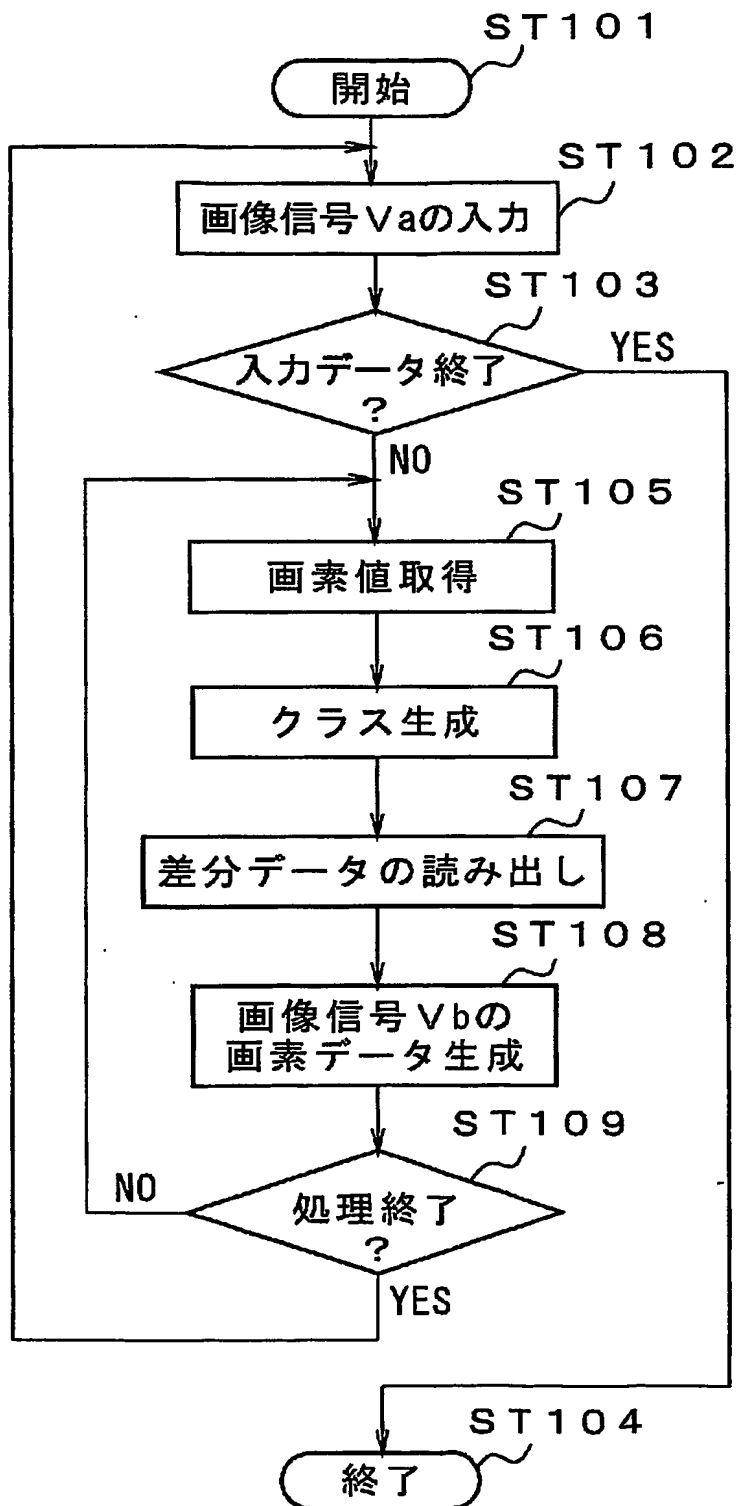 ST101
開始
ST102
画像信号Vaの入力
ST103
入力データ終了
?
YES
NO
ST105
画素値取得
ST106
クラス生成
ST107
差分データの読み出し
ST108
画像信号Vbの
画素データ生成
ST109
NO
処理終了
?
YES
ST104
終了